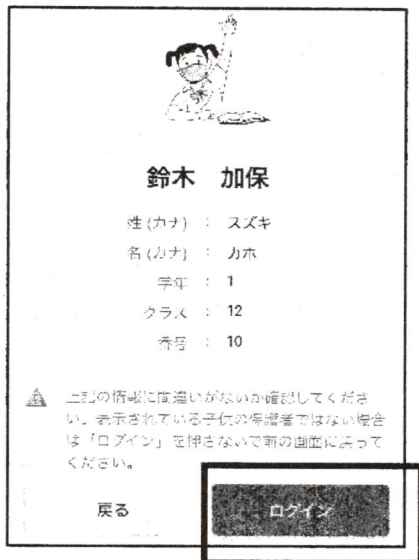 鈴木 加保
姓(カナ) : スズキ
名(カナ) : カホ
学年 : 1
クラス : 12
番号 : 10
上記の情報に間違いがないか確認してくださ
い。表示されている子供の保護者ではない場合
は「ログイン」を押さないで前の画面に戻って
ください。
戻る
ログイン